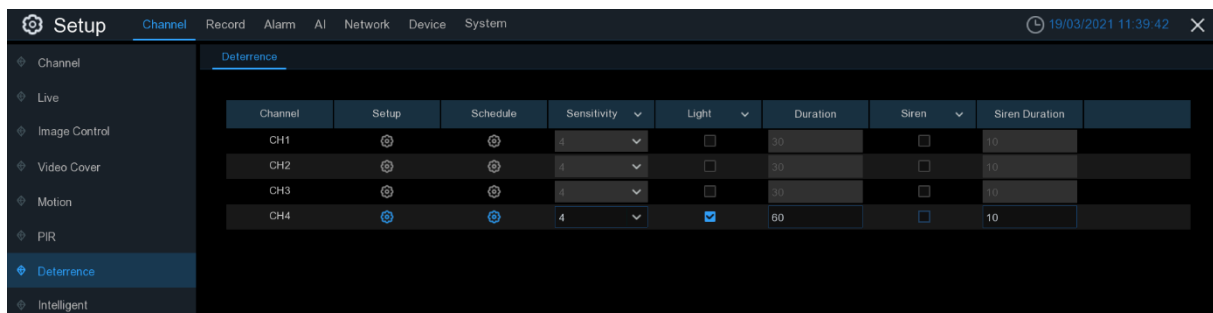 Setup Channel Record Alarm AI Network Device System 19/03/2021 11:39:42
Channel
Live
Image Control
Video Cover
Motion
PIR
Deterrence
Intelligent
Deterrence
Channel Setup Schedule Sensitivity Light Duration Siren Siren Duration
CH1 4 30 10
CH2 4 30 10
CH3 4 30 10
CH4 4 60 10